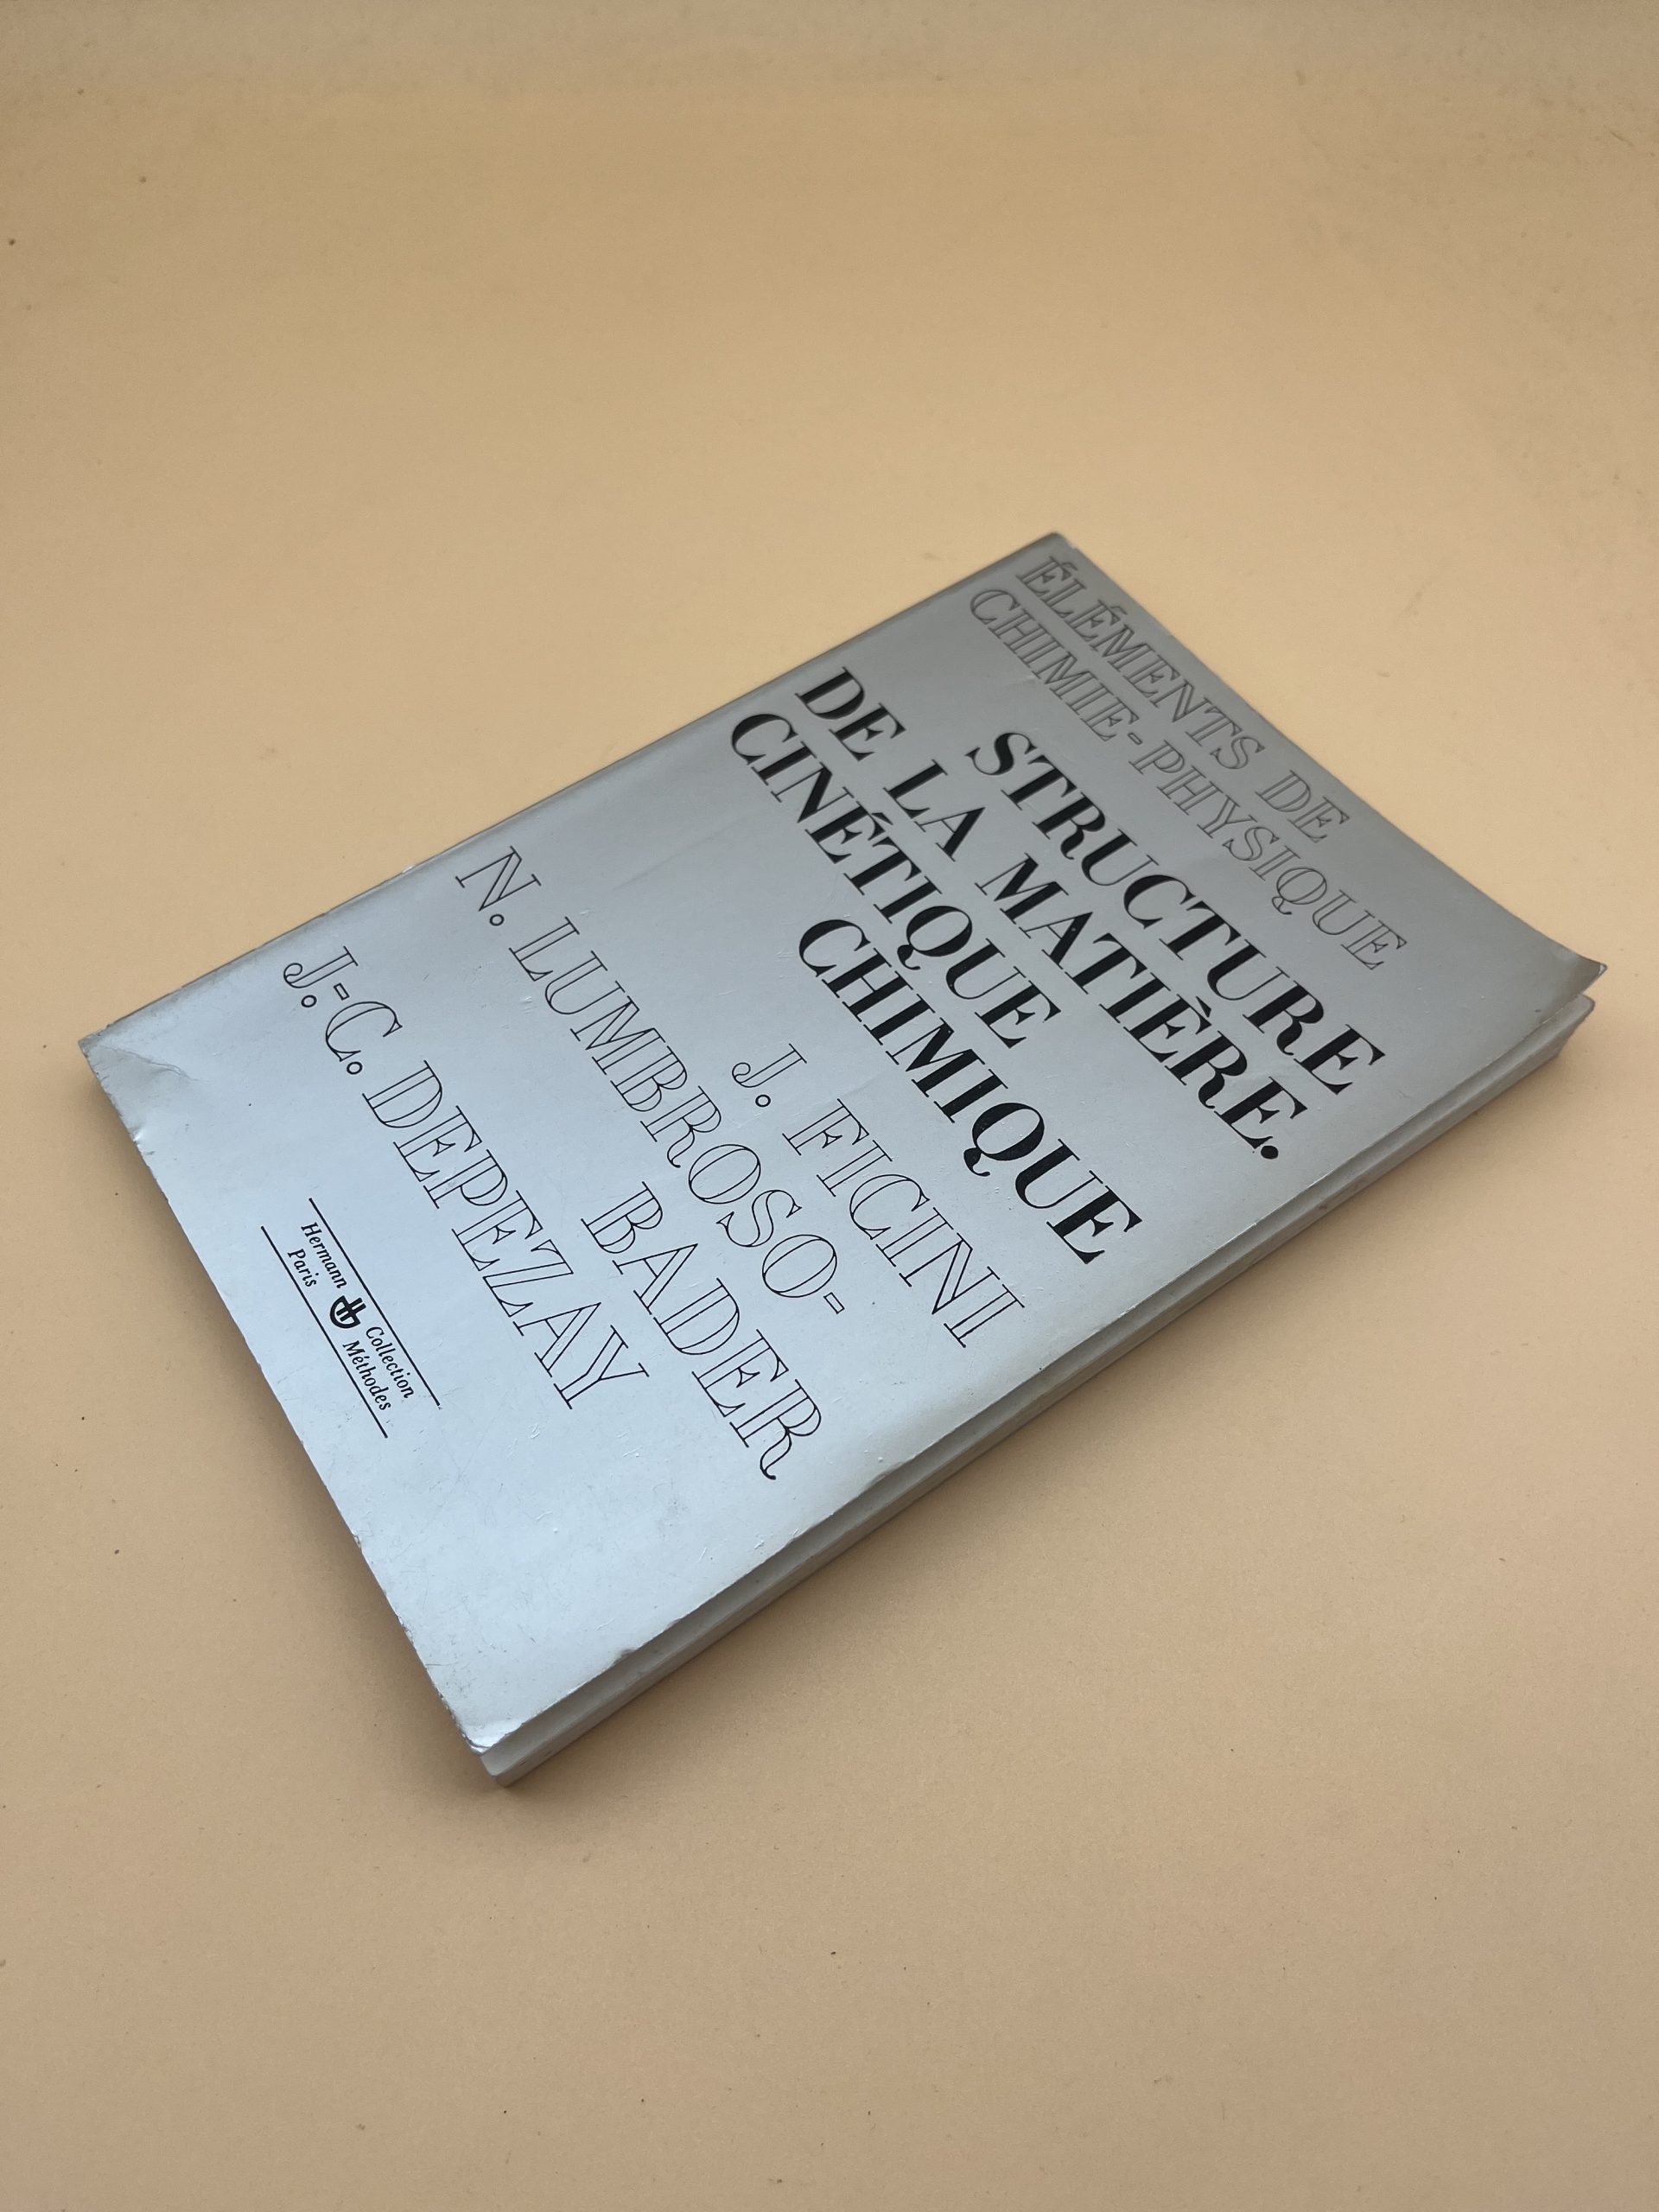 ÉLÉMENTS DE
CHIMIE-PHYSIQUE
STRUCTURE
DE LA MATIÈRE.
CINÉTIQUE
CHIMIQUE
J. FICINI
N. LUMBROSO-
BADER
J.-C. DEPEZAY
Hermann Collection
Paris Méthodes